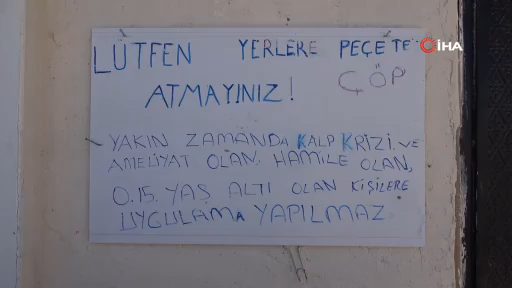 LÜTFEN YERLERE PEÇETE
ÇÖP
ATMAYINIZ!
YAKIN ZAMANDA KALP KRİZİ VE
AMELİYAT OLAN, HAMİLE OLAN,
0.15. YAŞ ALTI OLAN KİŞİLERE
UYGULAMA YAPILMAZ
İHA